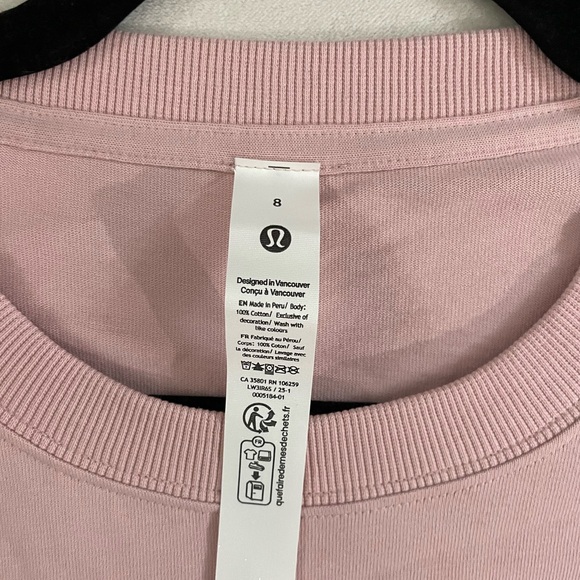 8
Designed in Vancouver
Conçu à Vancouver
EN Made in Peru/ Body:
100% Cotton/ Exclusive of
decoration/ Wash with
like colours
FR Fabriqué au Pérou/
Corps: 100% Coton/ Sauf
la décoration/ Lavage avec
des couleurs similaires
CA 35801 RN 106259
LW3IR6S / 25-1
0005184-01
FR
quefairedemesdechets.fr